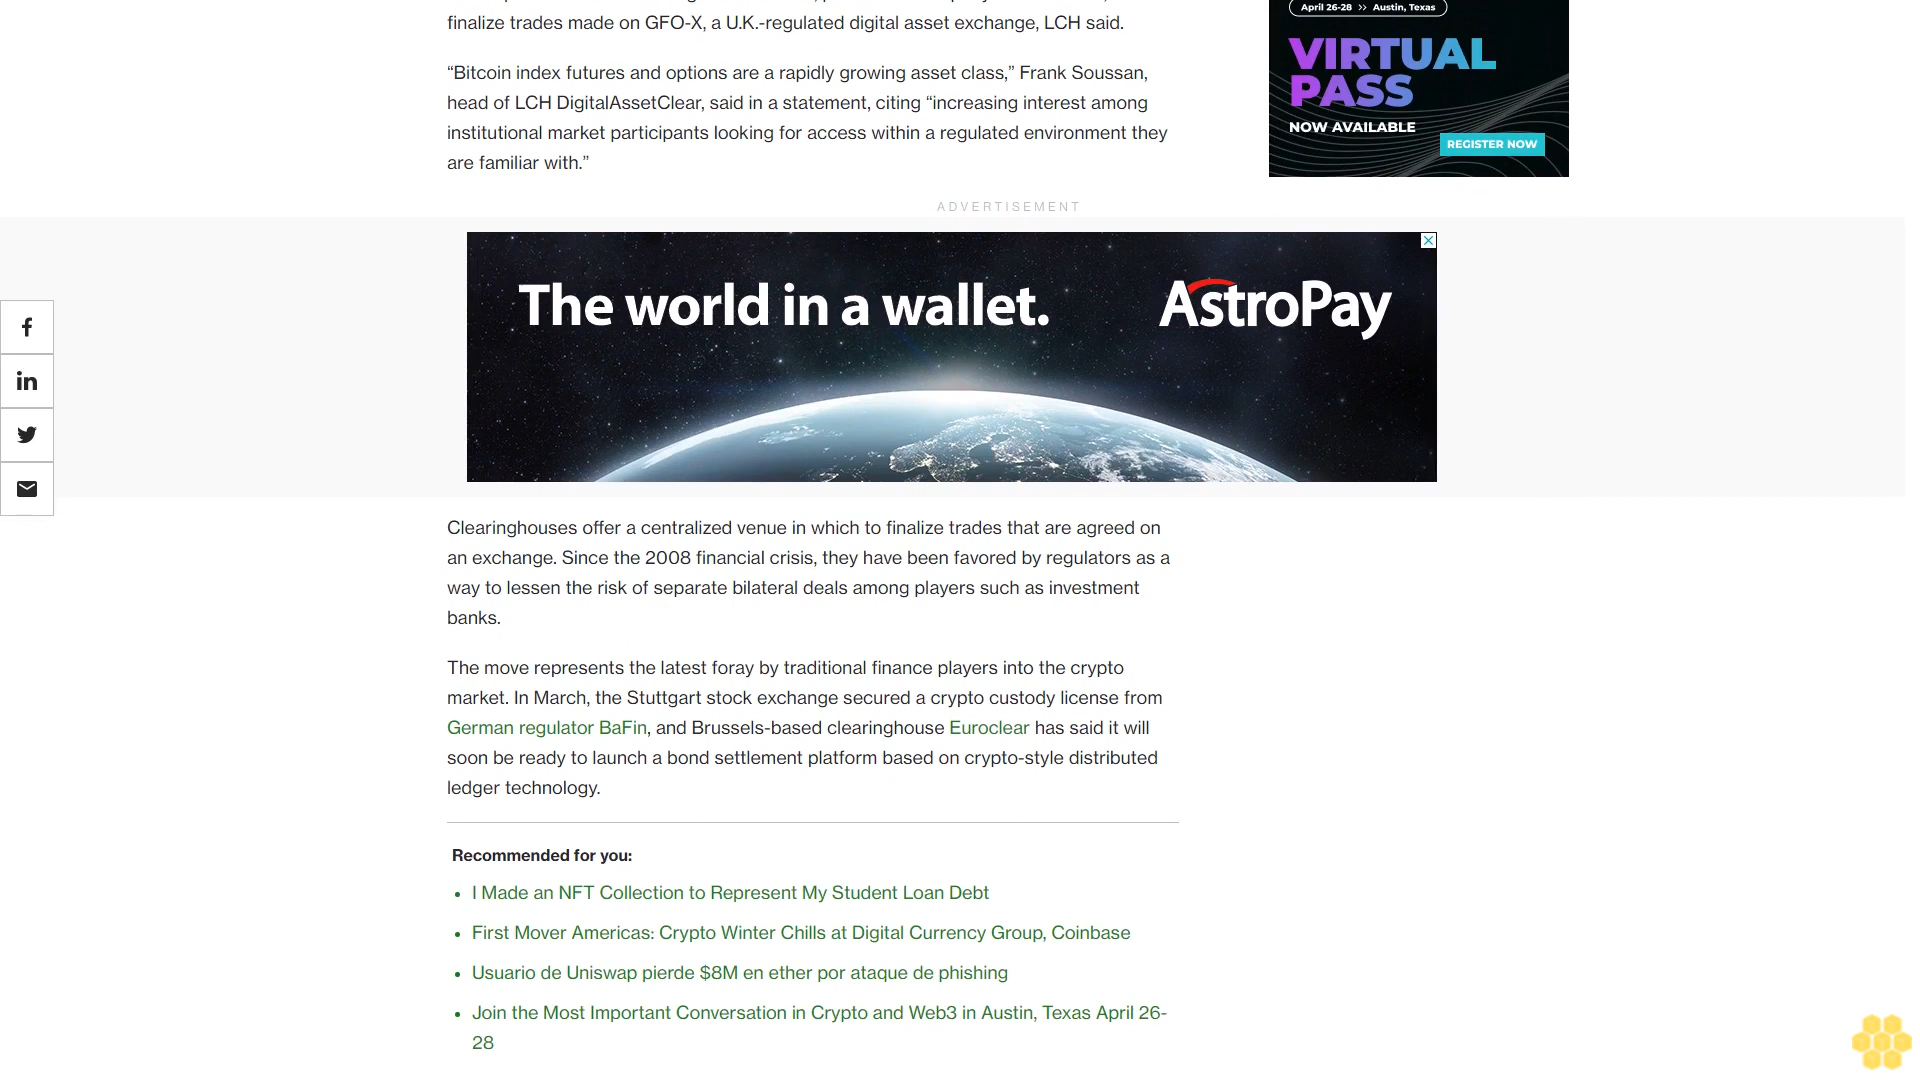 finalize trades made on GFO-X, a U.K.-regulated digital asset exchange, LCH said.
“Bitcoin index futures and options are a rapidly growing asset class,” Frank Soussan,
head of LCH DigitalAssetClear, said in a statement, citing “increasing interest among
institutional market participants looking for access within a regulated environment they
are familiar with.”
April 26-28 >> Austin, Texas
VIRTUAL
PASS
NOW AVAILABLE
REGISTER NOW
ADVERTISEMENT
The world in a wallet.
AstroPay
Clearinghouses offer a centralized venue in which to finalize trades that are agreed on
an exchange. Since the 2008 financial crisis, they have been favored by regulators as a
way to lessen the risk of separate bilateral deals among players such as investment
banks.
The move represents the latest foray by traditional finance players into the crypto
market. In March, the Stuttgart stock exchange secured a crypto custody license from
German regulator BaFin, and Brussels-based clearinghouse Euroclear has said it will
soon be ready to launch a bond settlement platform based on crypto-style distributed
ledger technology.
Recommended for you:
• I Made an NFT Collection to Represent My Student Loan Debt
• First Mover Americas: Crypto Winter Chills at Digital Currency Group, Coinbase
• Usuario de Uniswap pierde $8M en ether por ataque de phishing
• Join the Most Important Conversation in Crypto and Web3 in Austin, Texas April 26-
28